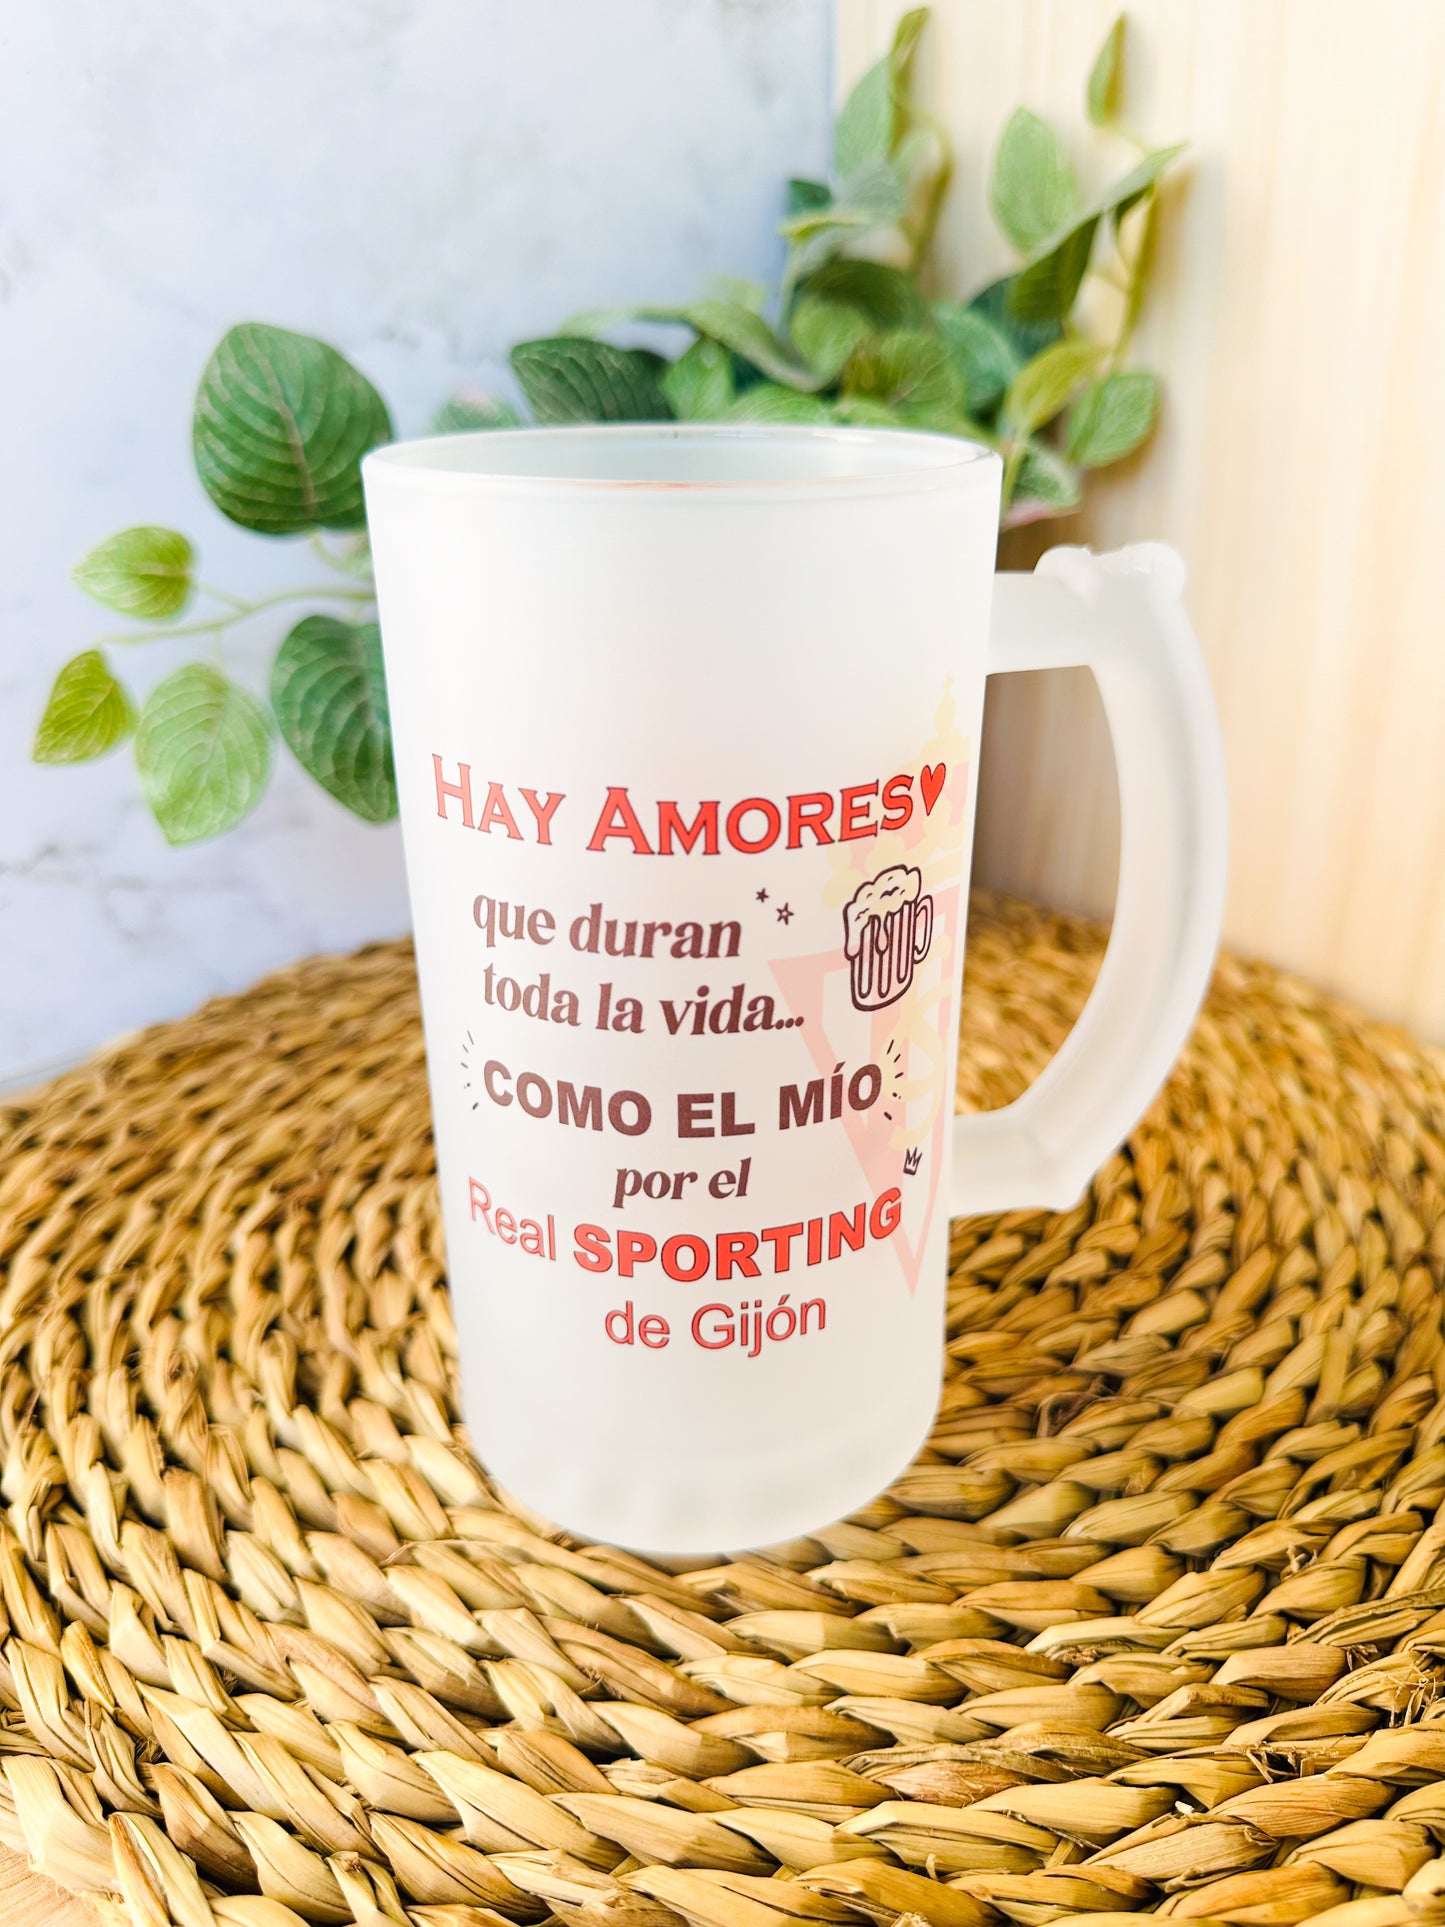 HAY AMORES♥
que duran
toda la vida...
COMO EL MÍO
por el
Real SPORTING
de Gijón